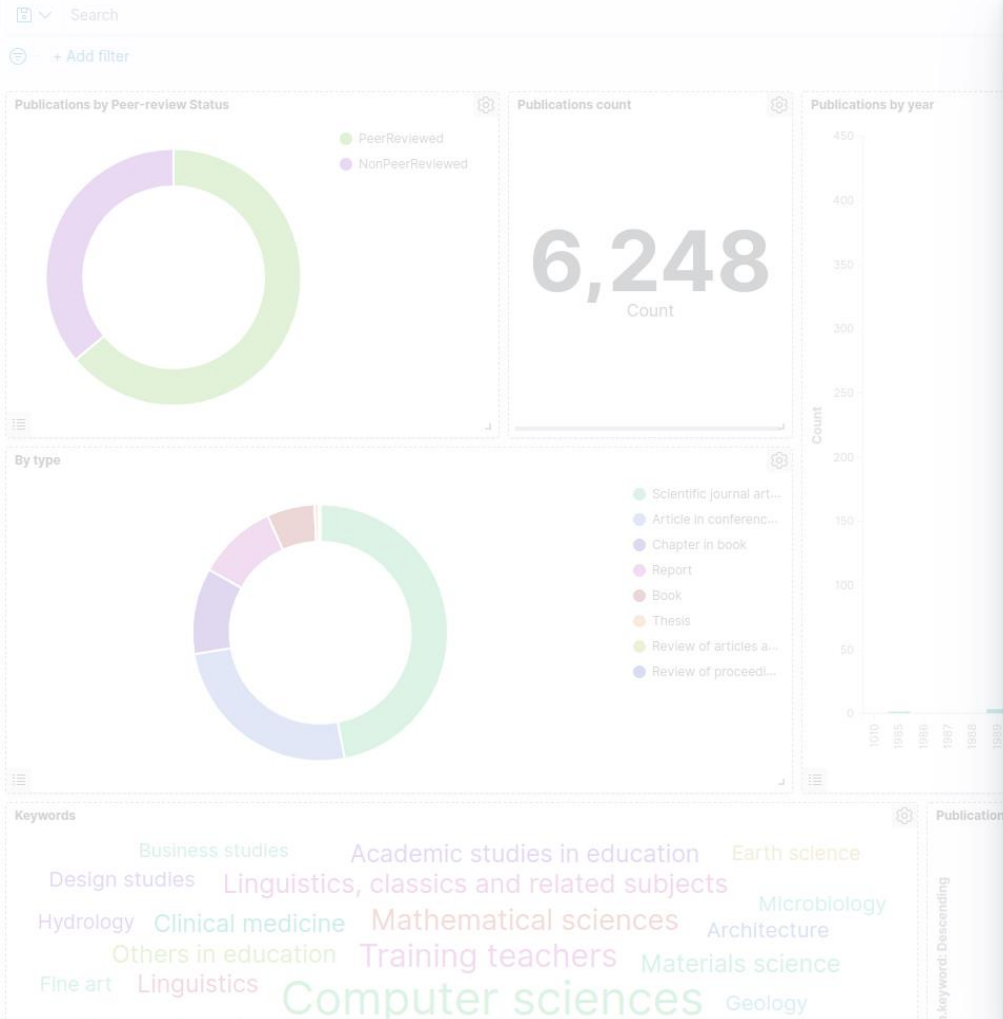 Search
+ Add filter
Publications by Peer-review Status
PeerReviewed
NonPeerReviewed
Publications count
6,248
Count
Publications by year
450
400
350
300
250
200
150
100
50
0
Count
1010
1985
1986
1987
1988
1989
By type
Scientific journal art...
Article in conferenc...
Chapter in book
Report
Book
Thesis
Review of articles a...
Review of proceedi...
Keywords
Business studies
Academic studies in education
Earth science
Design studies
Linguistics, classics and related subjects
Microbiology
Hydrology
Clinical medicine
Mathematical sciences
Architecture
Others in education
Training teachers
Materials science
Fine art
Linguistics
Computer sciences
Geology
Publication
n.keyword: Descending